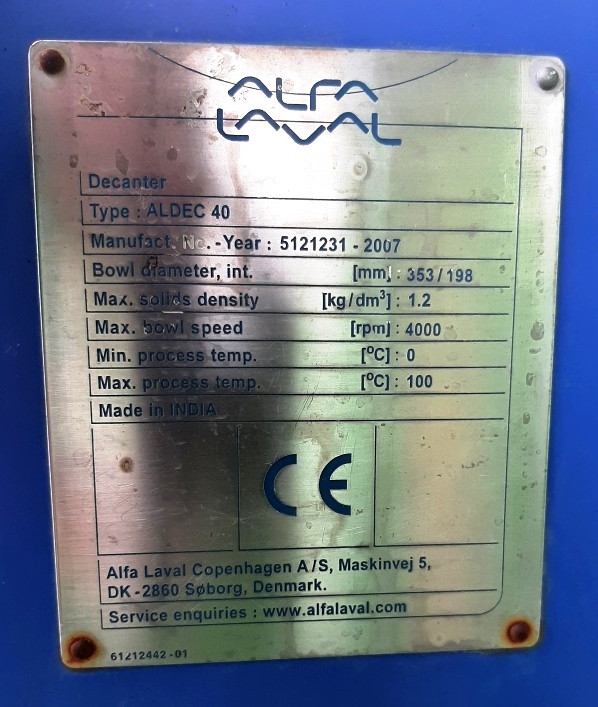 ALFA
LAVAL
Decanter
Type : ALDEC 40
Manufact. No. -Year : 5121231 - 2007
Bowl diameter, int. [mm] : 353/198
Max. solids density [kg/dm³] : 1.2
Max. bowl speed [rpm] : 4000
Min. process temp. [ºC] : 0
Max. process temp. [ºC] : 100
Made in INDIA
CE
Alfa Laval Copenhagen A/S, Maskinvej 5,
DK-2860 Søborg, Denmark.
Service enquiries : www.alfalaval.com
61212442-01